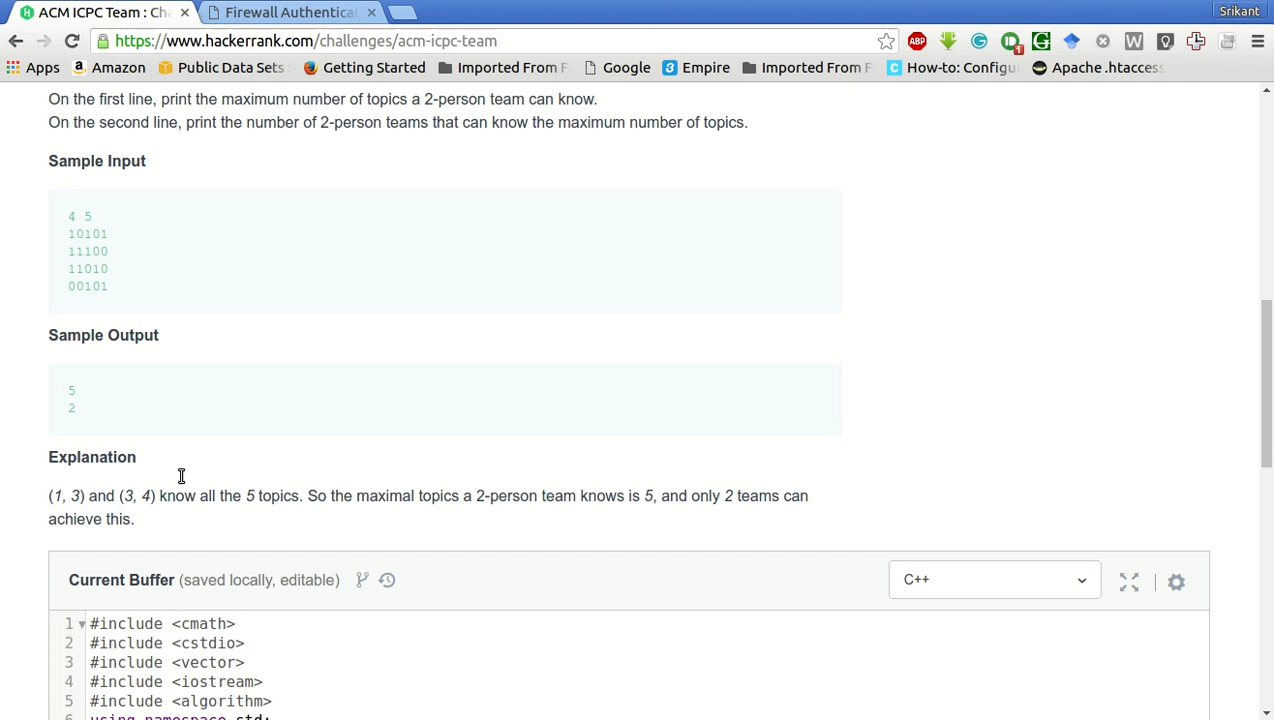 ACM ICPC Team : Cha
Firewall Authenticat
Srikant
https://www.hackerrank.com/challenges/acm-icpc-team
Apps Amazon Public Data Sets Getting Started Imported From F Google Empire Imported From F How-to: Configu Apache .htaccess
On the first line, print the maximum number of topics a 2-person team can know.
On the second line, print the number of 2-person teams that can know the maximum number of topics.
Sample Input
4 5
10101
11100
11010
00101
Sample Output
5
2
Explanation
(1, 3) and (3, 4) know all the 5 topics. So the maximal topics a 2-person team knows is 5, and only 2 teams can
achieve this.
Current Buffer (saved locally, editable)
C++
1 #include <cmath>
2 #include <cstdio>
3 #include <vector>
4 #include <iostream>
5 #include <algorithm>
6 using namespace std;